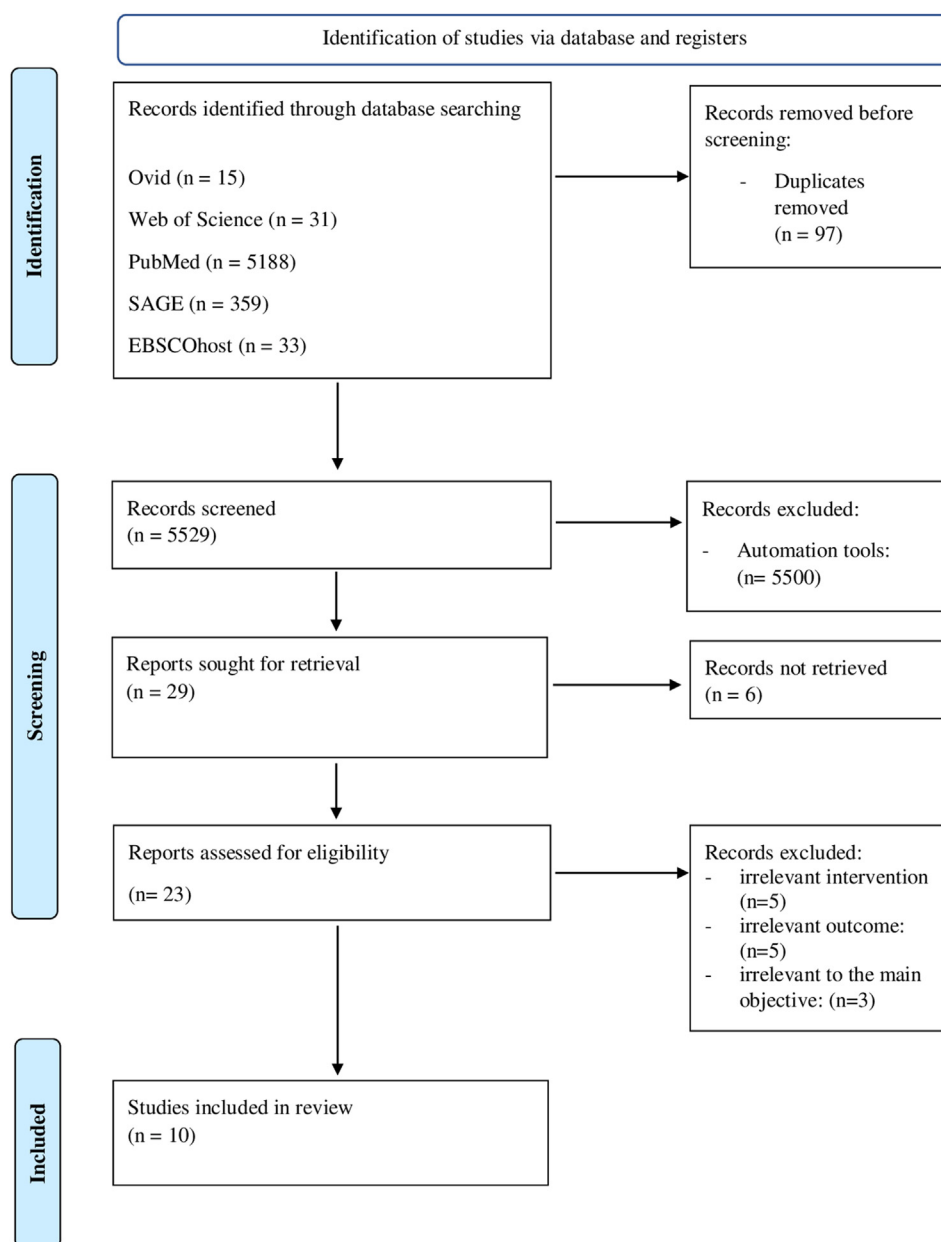 Identification of studies via database and registers
Identification
Records identified through database searching
Ovid (n = 15)
Web of Science (n = 31)
PubMed (n = 5188)
SAGE (n = 359)
EBSCOhost (n = 33)
Records removed before
screening:
- Duplicates
removed
(n = 97)
Screening
Records screened
(n = 5529)
Records excluded:
- Automation tools:
(n= 5500)
Reports sought for retrieval
(n = 29)
Records not retrieved
(n = 6)
Reports assessed for eligibility
(n= 23)
Records excluded:
- irrelevant intervention
(n=5)
- irrelevant outcome:
(n=5)
- irrelevant to the main
objective: (n=3)
Included
Studies included in review
(n = 10)